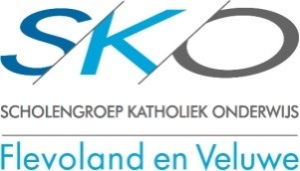 SKO
SCHOLENGROEP KATHOLIEK ONDERWIJS
Flevoland en Veluwe